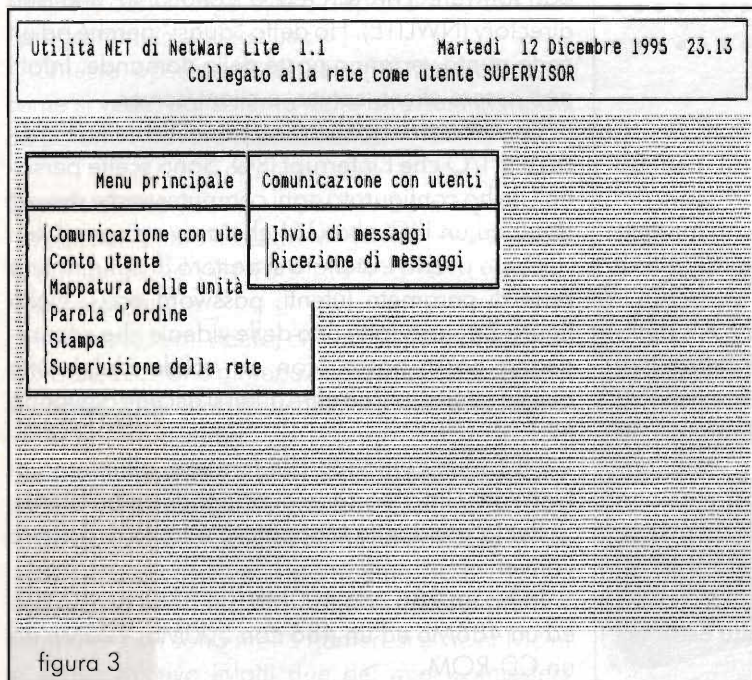 Utilità NET di NetWare Lite 1.1 Martedì 12 Dicembre 1995 23.13
Collegato alla rete come utente SUPERVISOR
Menu principale
Comunicazione con ute
Conto utente
Mappatura delle unità
Parola d'ordine
Stampa
Supervisione della rete
Comunicazione con utenti
Invio di messaggi
Ricezione di messaggi
figura 3